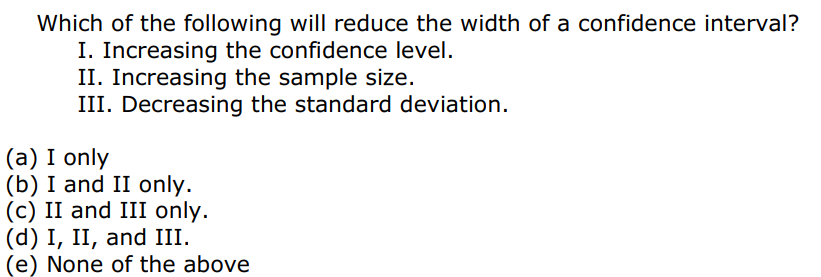 Which of the following will reduce the width of a confidence interval?
I. Increasing the confidence level.
II. Increasing the sample size.
III. Decreasing the standard deviation.
(a) I only
(b) I and II only.
(c) II and III only.
(d) I, II, and III.
(e) None of the above